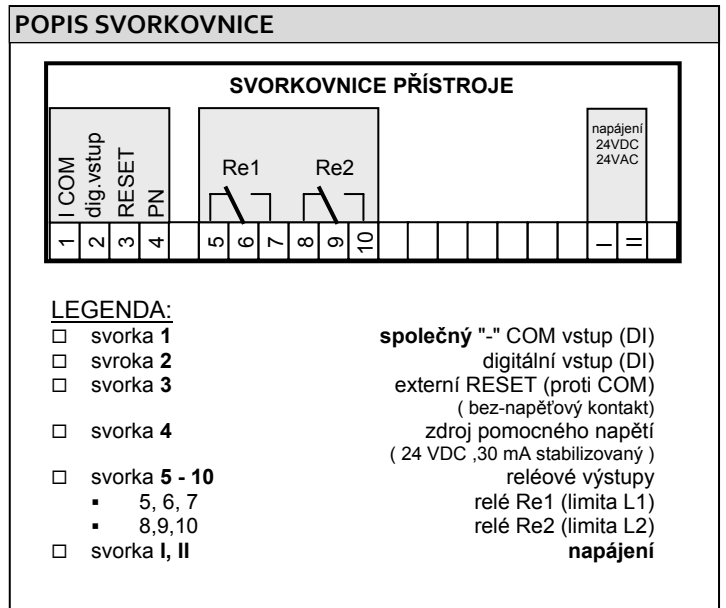 POPIS SVORKOVNICE
SVORKOVNICE PŘÍSTROJE
I COM
dig.vstup
RESET
PN
Re1
Re2
napájení
24VDC
24VAC
1 2 3 4 5 6 7 8 9 10 I II
LEGENDA:
□ svorka 1 společný "-" COM vstup (DI)
□ svroka 2 digitální vstup (DI)
□ svorka 3 externí RESET (proti COM)
( bez-napěťový kontakt)
□ svorka 4 zdroj pomocného napětí
( 24 VDC ,30 mA stabilizovaný )
□ svorka 5 - 10 reléové výstupy
▪ 5, 6, 7 relé Re1 (limita L1)
▪ 8,9,10 relé Re2 (limita L2)
□ svorka I, II napájení